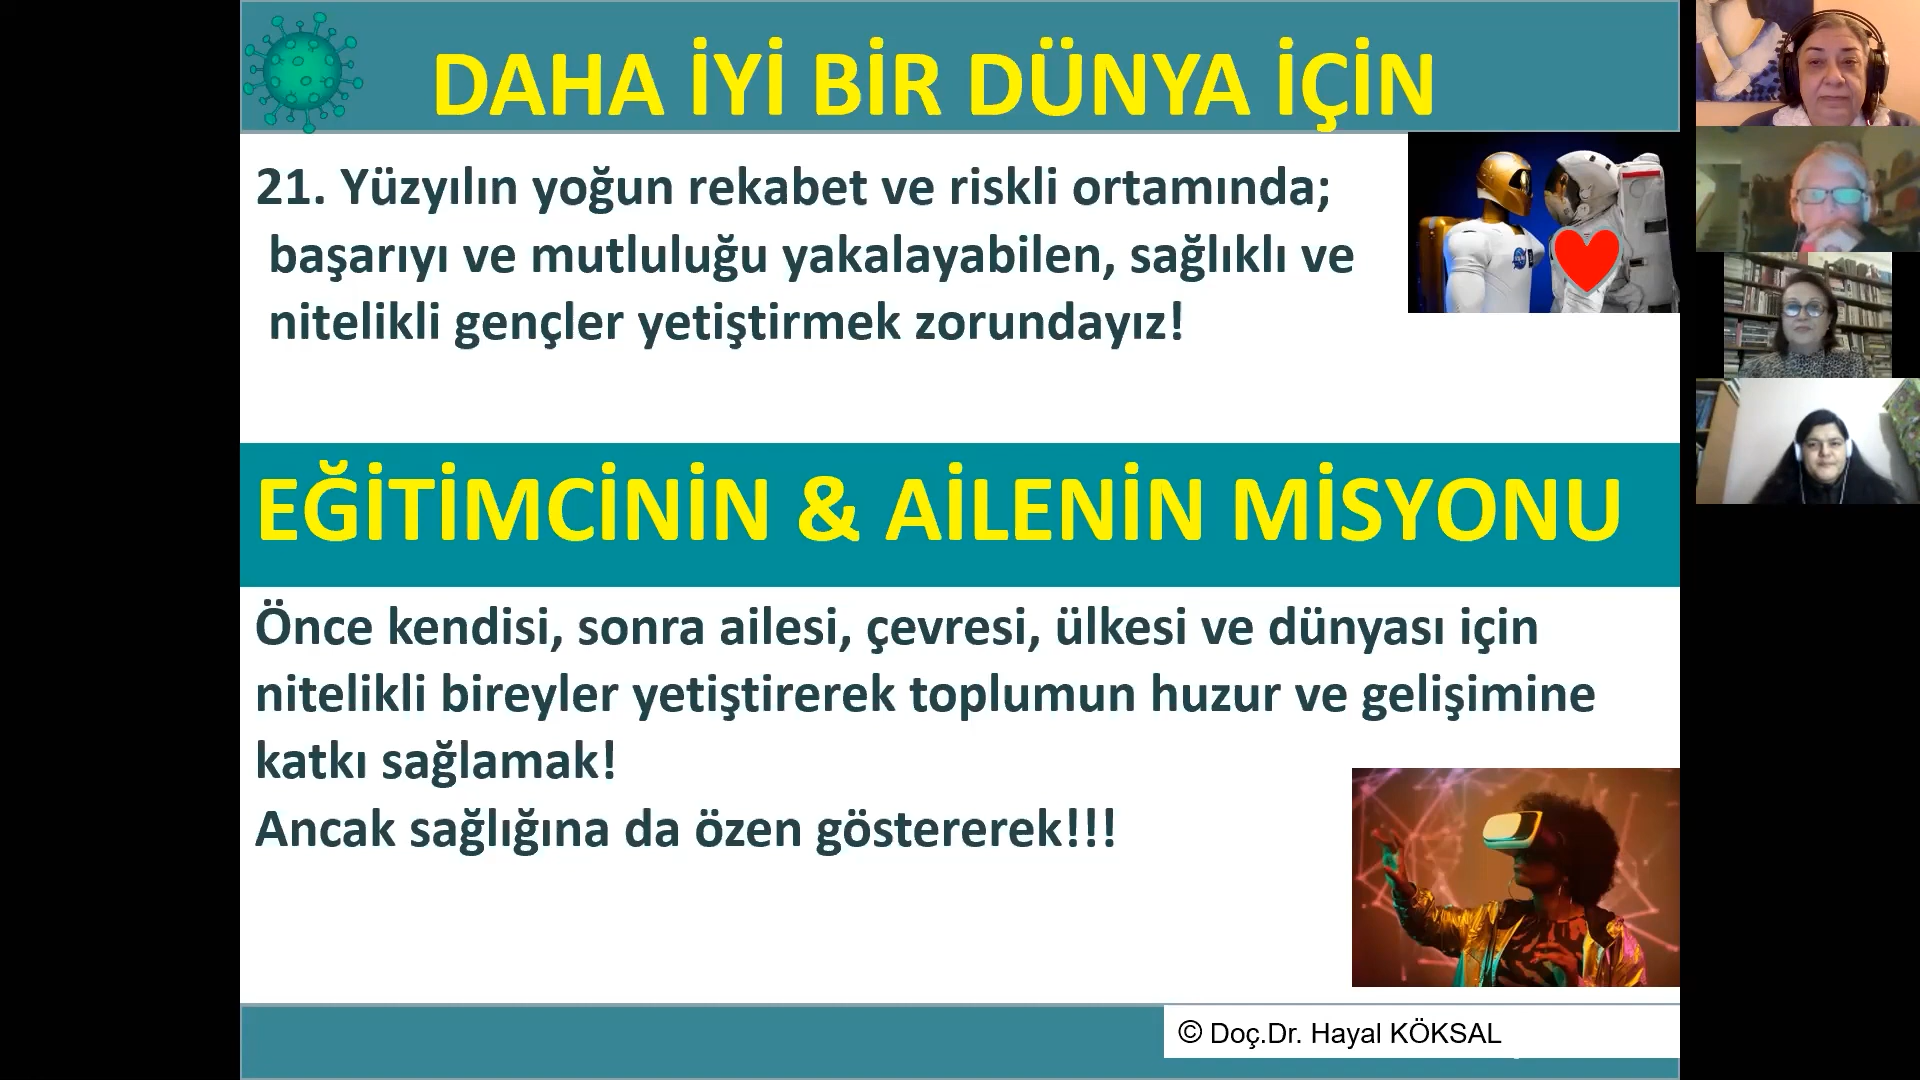 DAHA İYİ BİR DÜNYA İÇİN
21. Yüzyılın yoğun rekabet ve riskli ortamında;
başarıyı ve mutluluğu yakalayabilen, sağlıklı ve
nitelikli gençler yetiştirmek zorundayız!
EĞİTİMCİNİN & AİLENİN MİSYONU
Önce kendisi, sonra ailesi, çevresi, ülkesi ve dünyası için
nitelikli bireyler yetiştirerek toplumun huzur ve gelişimine
katkı sağlamak!
Ancak sağlığına da özen göstererek!!!
© Doç.Dr. Hayal KÖKSAL